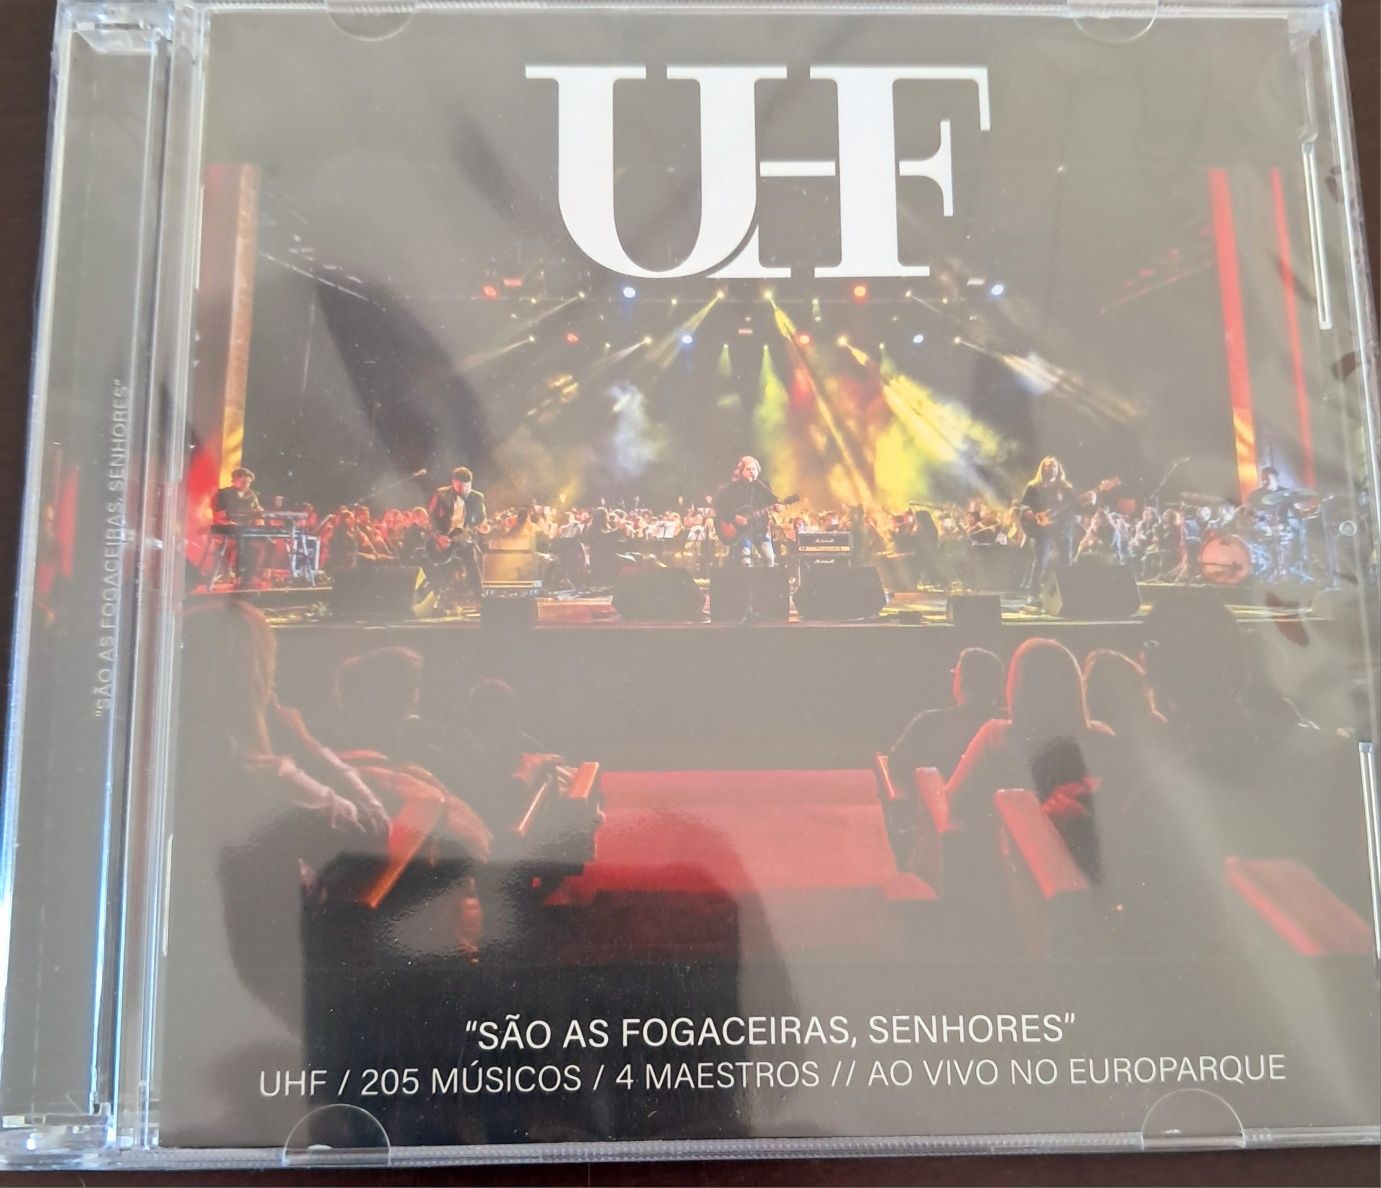 UHF
"SÃO AS FOGACEIRAS, SENHORES"
"SÃO AS FOGACEIRAS, SENHORES"
UHF / 205 MÚSICOS / 4 MAESTROS // AO VIVO NO EUROPARQUE